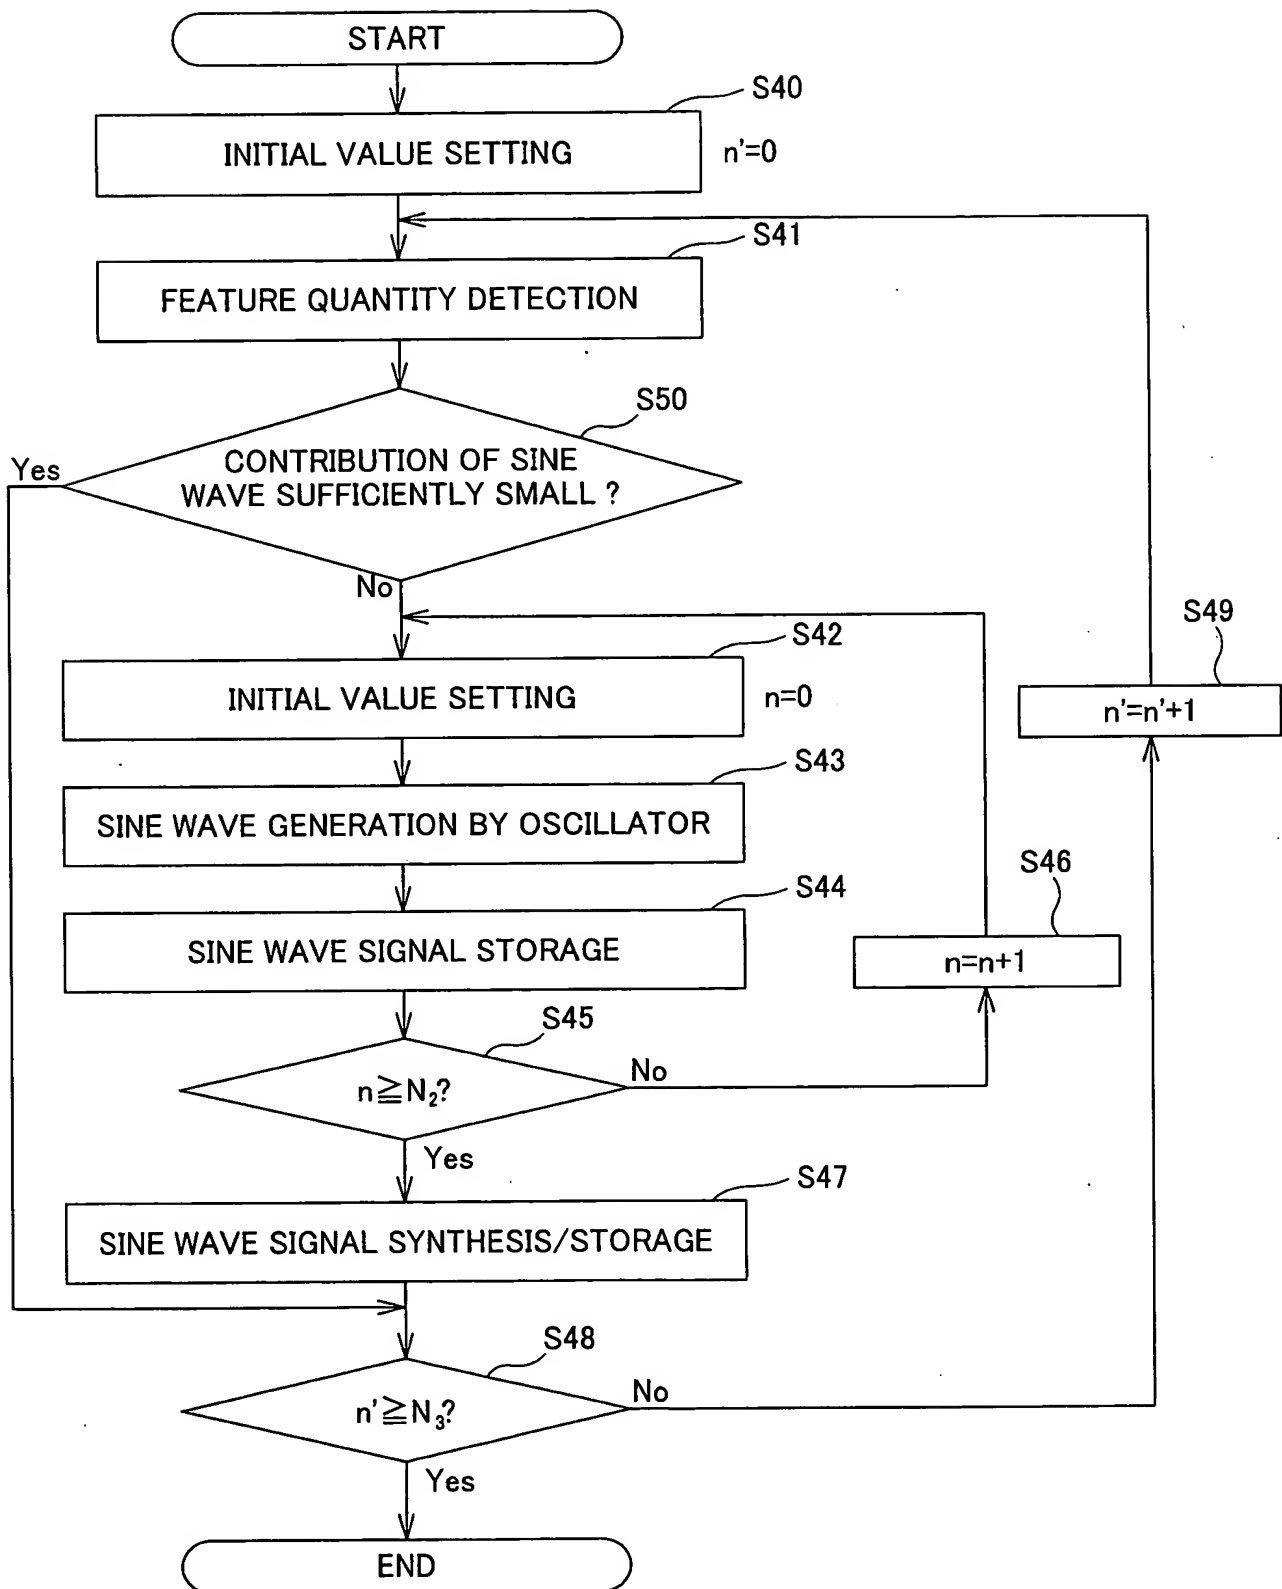 START
S40
INITIAL VALUE SETTING
n'=0
S41
FEATURE QUANTITY DETECTION
S50
Yes
CONTRIBUTION OF SINE
WAVE SUFFICIENTLY SMALL ?
No
S49
S42
INITIAL VALUE SETTING
n=0
n'=n'+1
S43
SINE WAVE GENERATION BY OSCILLATOR
S46
S44
SINE WAVE SIGNAL STORAGE
n=n+1
S45
n≧N₂?
No
Yes
S47
SINE WAVE SIGNAL SYNTHESIS/STORAGE
S48
n'≧N₃?
No
Yes
END